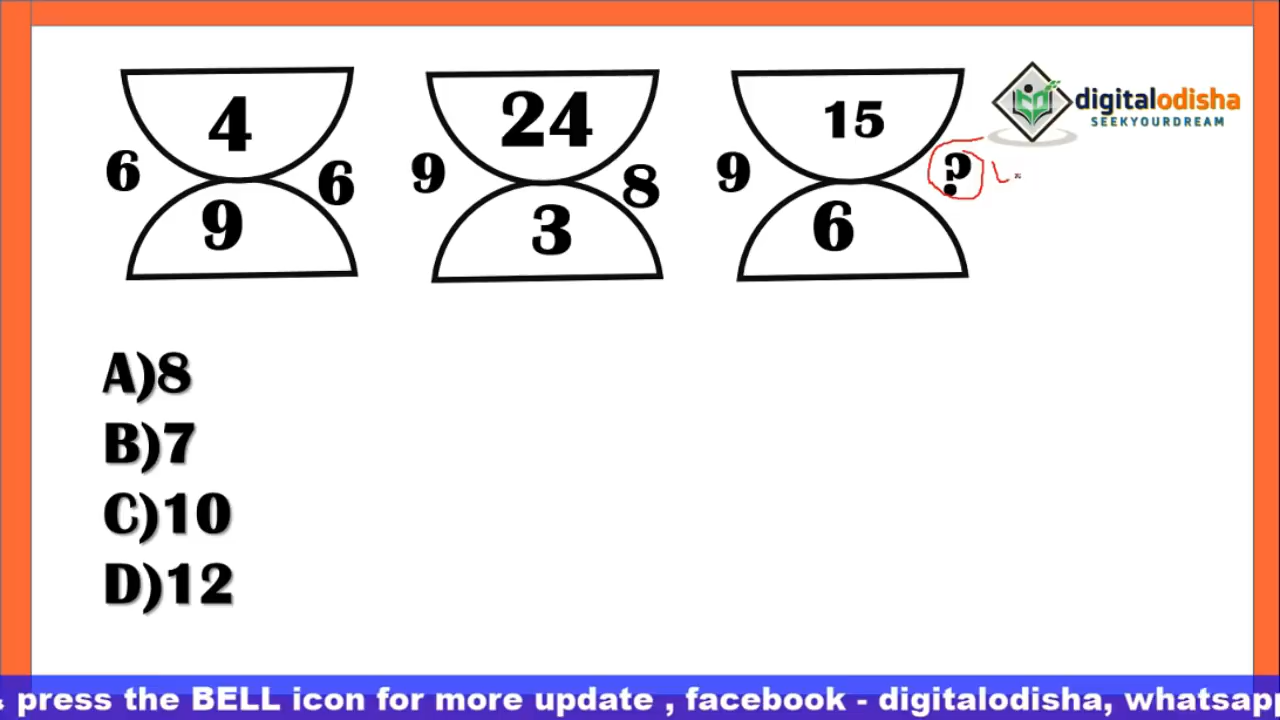 4 24 15
digitalodisha
SEEKYOURDREAM
6 6 9 8 9 ?
9 3 6
A)8
B)7
C)10
D)12
& press the BELL icon for more update , facebook - digitalodisha, whatsapp